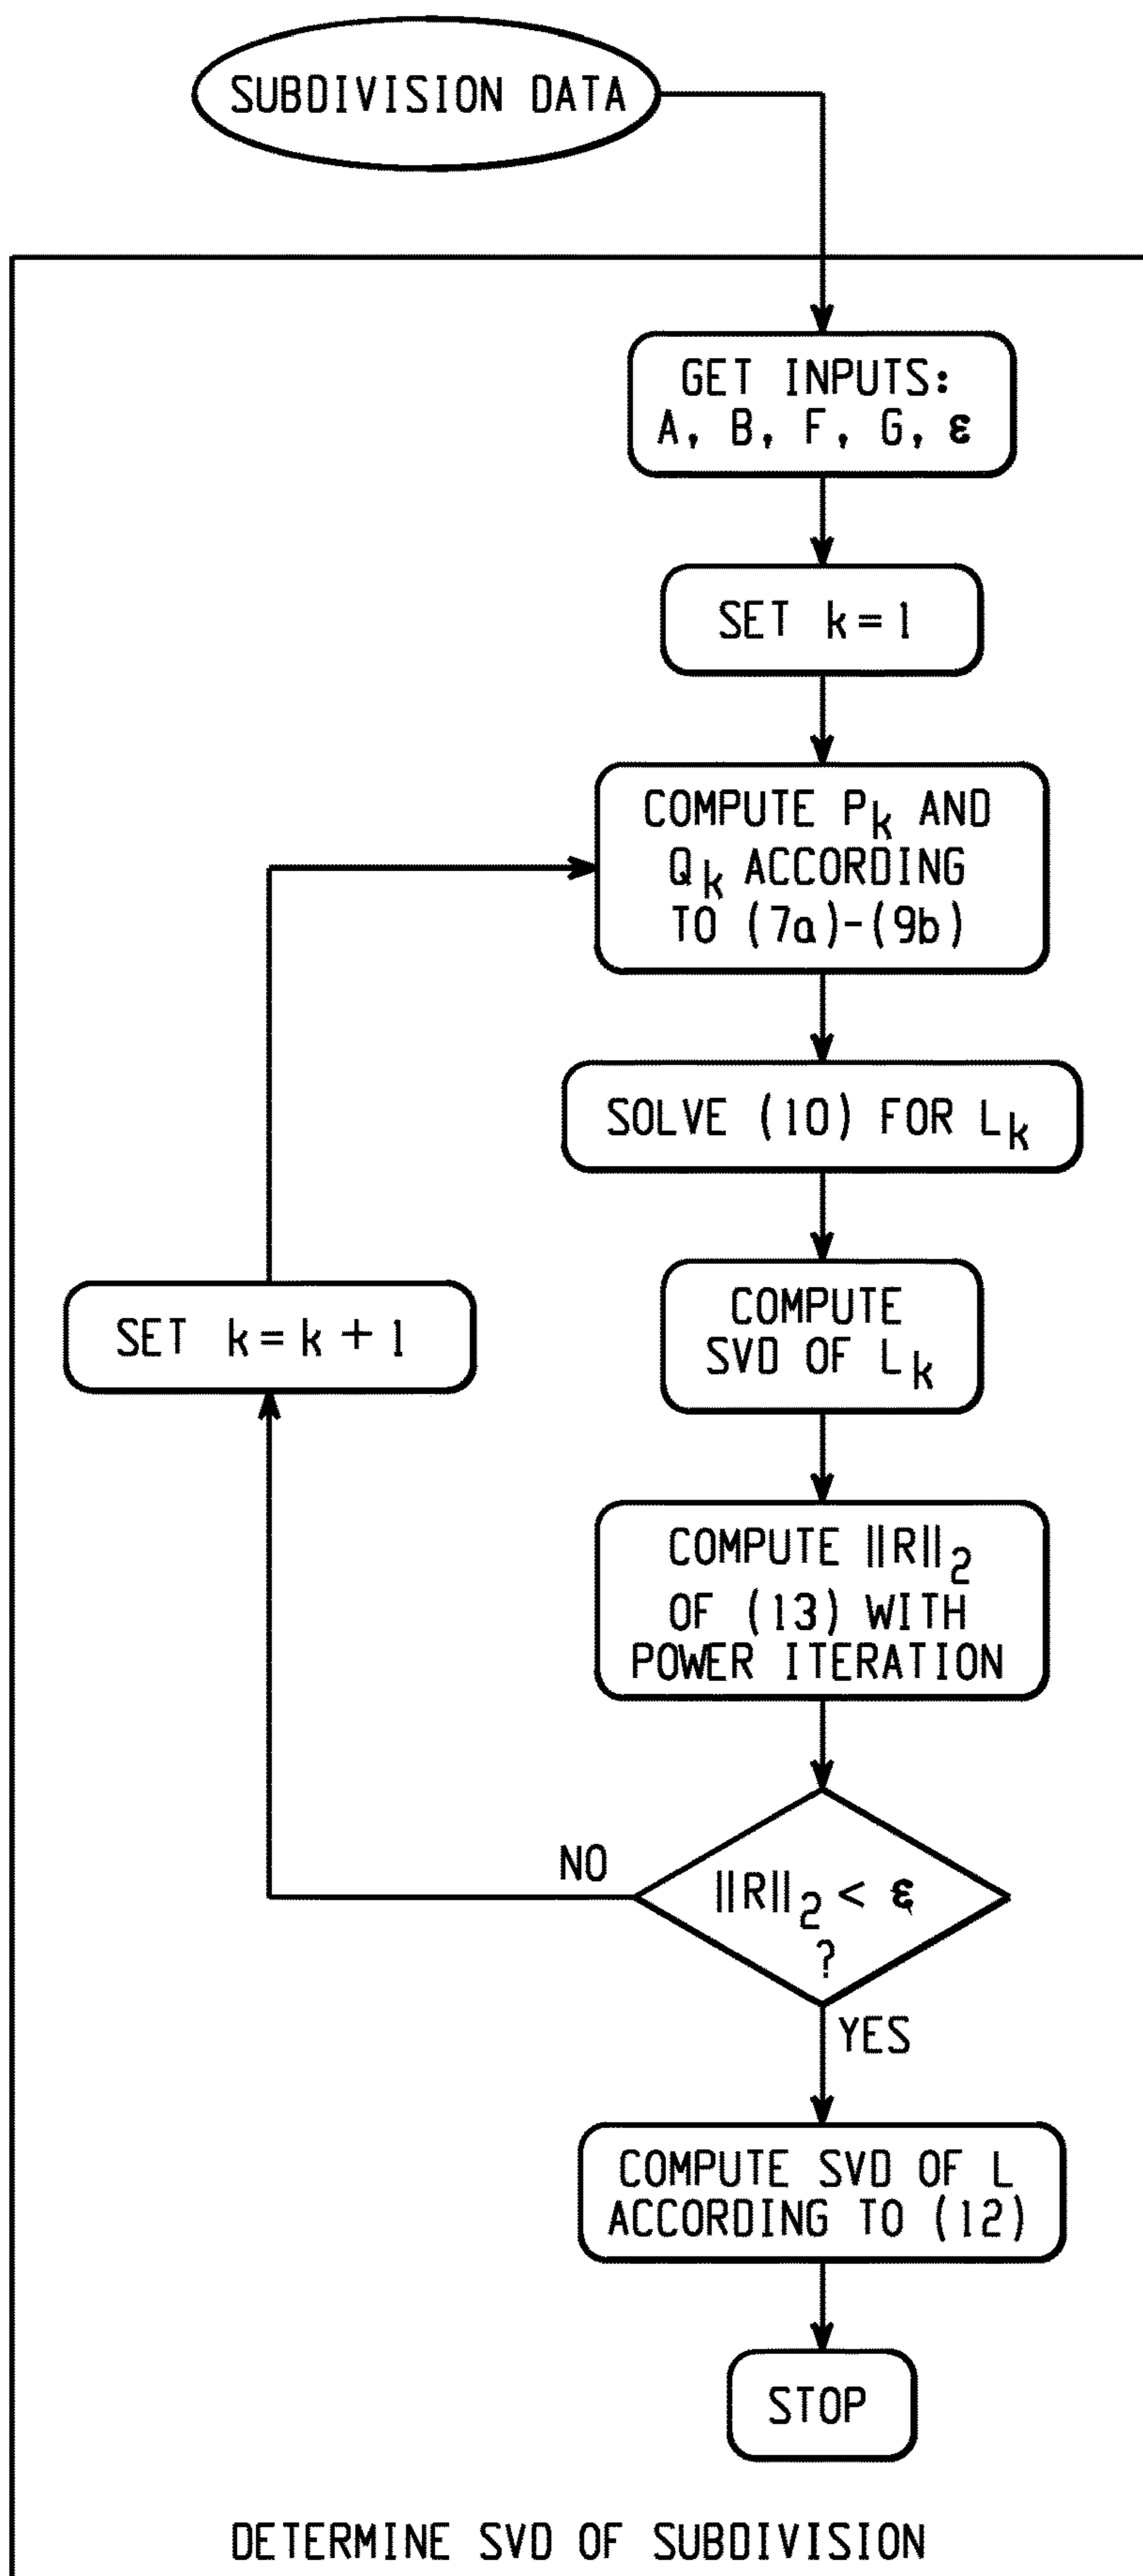 SUBDIVISION DATA
GET INPUTS:
A, B, F, G, ε
SET k=1
COMPUTE Pk AND
Qk ACCORDING
TO (7a)-(9b)
SOLVE (10) FOR Lk
COMPUTE
SVD OF Lk
SET k=k+1
COMPUTE ||R||2
OF (13) WITH
POWER ITERATION
NO
||R||2 < ε
?
YES
COMPUTE SVD OF L
ACCORDING TO (12)
STOP
DETERMINE SVD OF SUBDIVISION